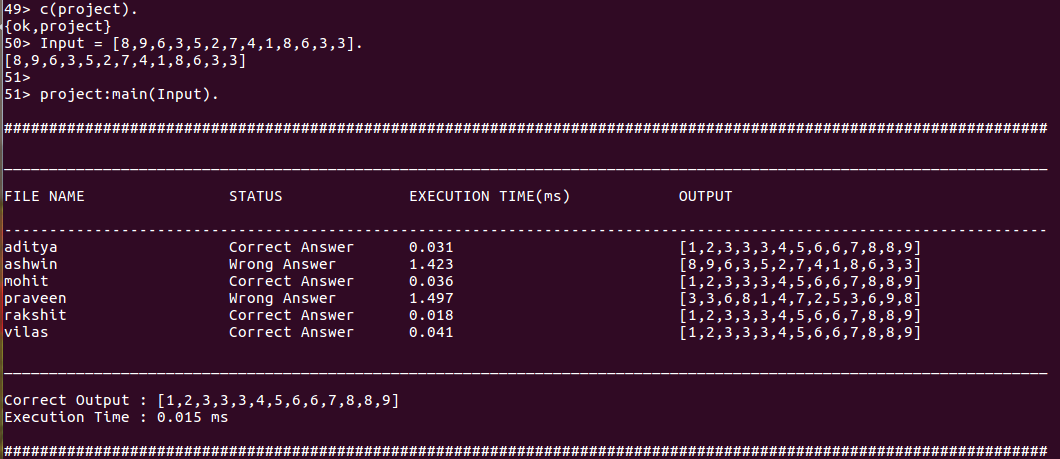 49> c(project).
{ok,project}
50> Input = [8,9,6,3,5,2,7,4,1,8,6,3,3].
[8,9,6,3,5,2,7,4,1,8,6,3,3]
51>
51> project:main(Input).
####################################################################################################################
____________________________________________________________________________________________________________________
FILE NAME                STATUS              EXECUTION TIME(ms)            OUTPUT
--------------------------------------------------------------------------------------------------------------------
aditya                   Correct Answer      0.031                         [1,2,3,3,3,4,5,6,6,7,8,8,9]
ashwin                   Wrong Answer        1.423                         [8,9,6,3,5,2,7,4,1,8,6,3,3]
mohit                    Correct Answer      0.036                         [1,2,3,3,3,4,5,6,6,7,8,8,9]
praveen                  Wrong Answer        1.497                         [3,3,6,8,1,4,7,2,5,3,6,9,8]
rakshit                  Correct Answer      0.018                         [1,2,3,3,3,4,5,6,6,7,8,8,9]
vilas                    Correct Answer      0.041                         [1,2,3,3,3,4,5,6,6,7,8,8,9]
____________________________________________________________________________________________________________________
Correct Output : [1,2,3,3,3,4,5,6,6,7,8,8,9]
Execution Time : 0.015 ms
####################################################################################################################